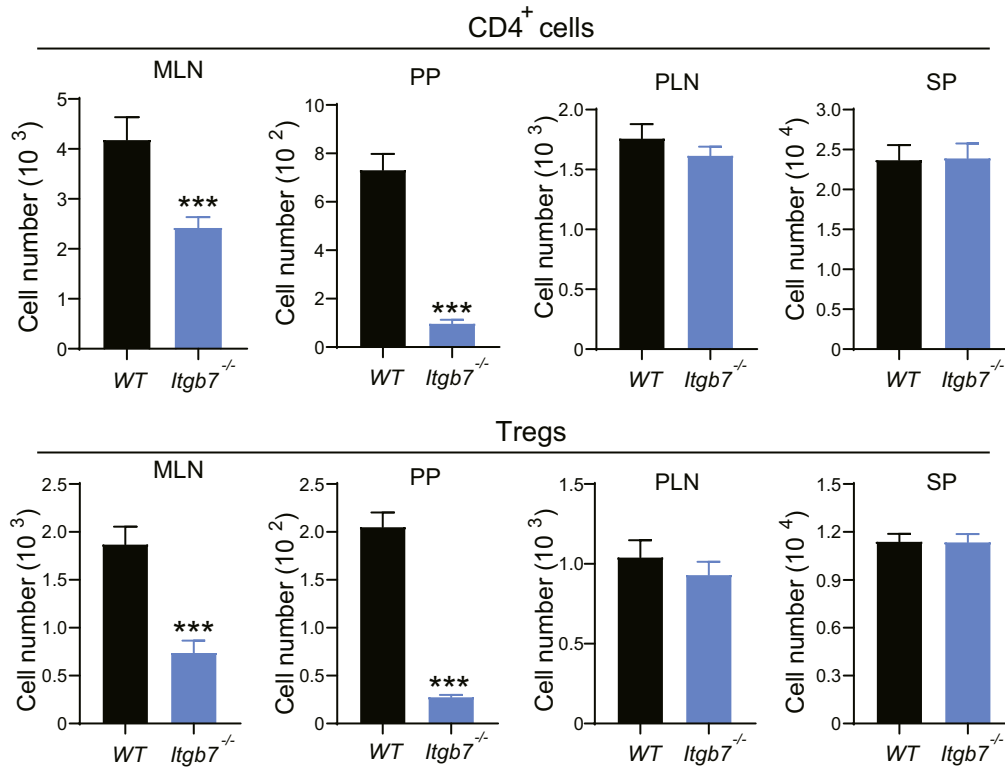 CD4⁺ cells
MLN
PP
PLN
SP
Cell number (10 ³)
5
4
3
2
1
0
***
WT Itgb7⁻/⁻
Cell number (10 ²)
10
8
6
4
2
0
***
WT Itgb7⁻/⁻
Cell number (10 ³)
2.0
1.5
1.0
0.5
0
WT Itgb7⁻/⁻
Cell number (10 ⁴)
3.0
2.5
2.0
1.5
1.0
0.5
0
WT Itgb7⁻/⁻
Tregs
MLN
PP
PLN
SP
Cell number (10 ³)
2.5
2.0
1.5
1.0
0.5
0
***
WT Itgb7⁻/⁻
Cell number (10 ²)
2.5
2.0
1.5
1.0
0.5
0
***
WT Itgb7⁻/⁻
Cell number (10 ³)
1.5
1.0
0.5
0
WT Itgb7⁻/⁻
Cell number (10 ⁴)
1.5
1.2
0.9
0.6
0.3
0
WT Itgb7⁻/⁻